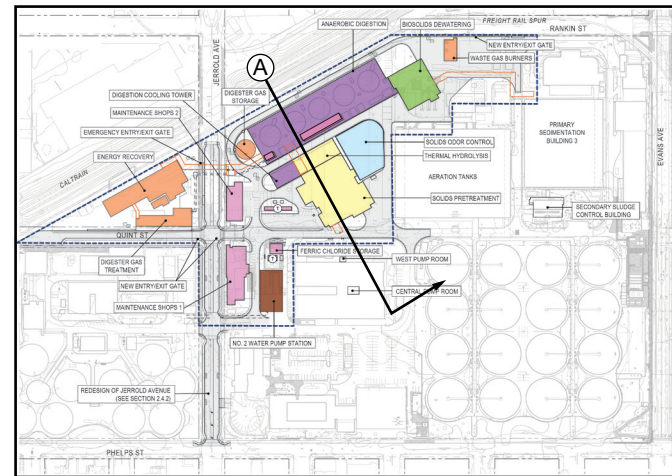 ANAEROBIC DIGESTION
BIOSOLIDS DEWATERING
FREIGHT RAIL SPUR
RANKIN ST
NEW ENTRY/EXIT GATE
WASTE GAS BURNERS
JERROLD AVE
A
DIGESTION COOLING TOWER
DIGESTER GAS
STORAGE
MAINTENANCE SHOPS 2
EMERGENCY ENTRY/EXIT GATE
ENERGY RECOVERY
CALTRAIN
PRIMARY
SEDIMENTATION
BUILDING 3
EVANS AVE
SOLIDS ODOR CONTROL
THERMAL HYDROLYSIS
AERATION TANKS
SOLIDS PRETREATMENT
SECONDARY SLUDGE
CONTROL BUILDING
QUINT ST
DIGESTER GAS
TREATMENT
FERRIC CHLORIDE STORAGE
WEST PUMP ROOM
NEW ENTRY/EXIT GATE
CENTRAL PUMP ROOM
MAINTENANCE SHOPS 1
NO. 2 WATER PUMP STATION
REDESIGN OF JERROLD AVENUE
(SEE SECTION 2.4.2)
PHELPS ST